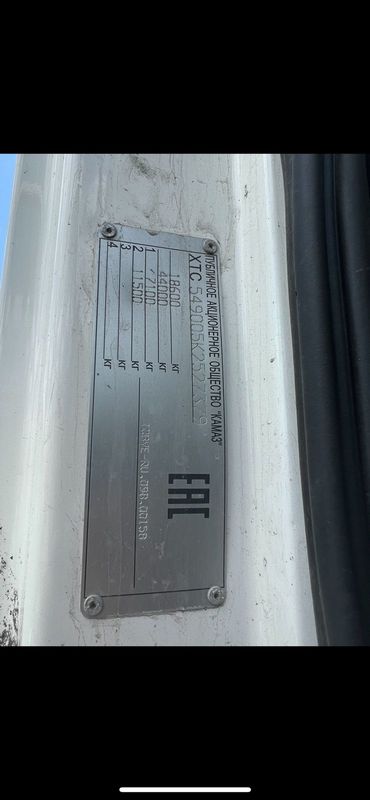 ПУБЛИЧНОЕ АКЦИОНЕРНОЕ ОБЩЕСТВО "КАМАЗ"
XTC
18600 кг
44000 кг
1 7100 кг
2 11500 кг
3 кг
4 кг
EAC